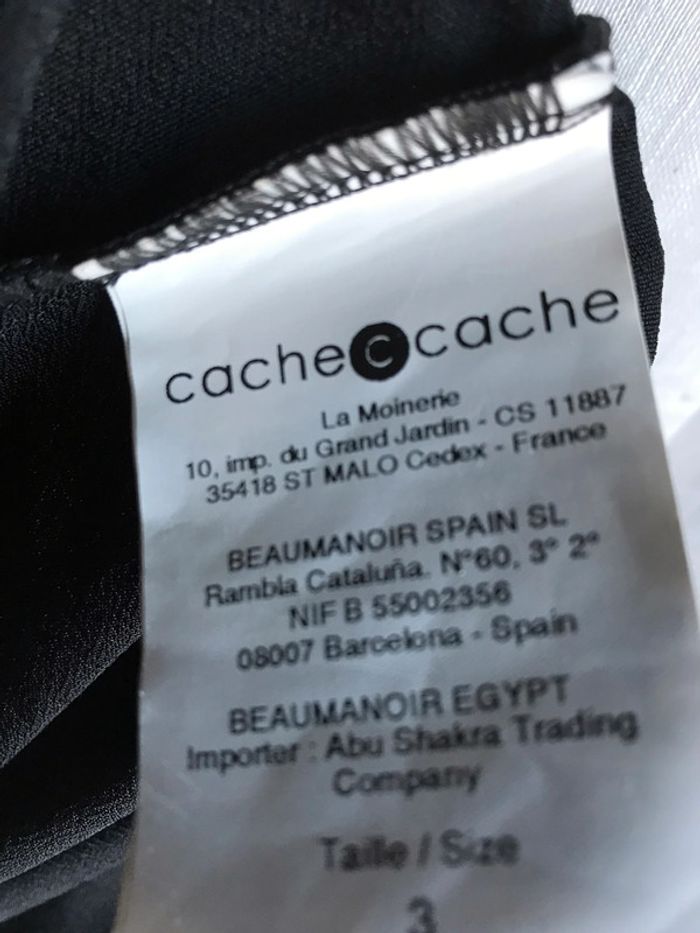 cache c cache
La Moinerie
10, imp. du Grand Jardin - CS 11887
35418 ST MALO Cedex - France
BEAUMANOIR SPAIN SL
Rambla Cataluña. N°60, 3° 2°
NIF B 55002356
08007 Barcelona - Spain
BEAUMANOIR EGYPT
Importer : Abu Shakra Trading
Company
Taille / Size
3